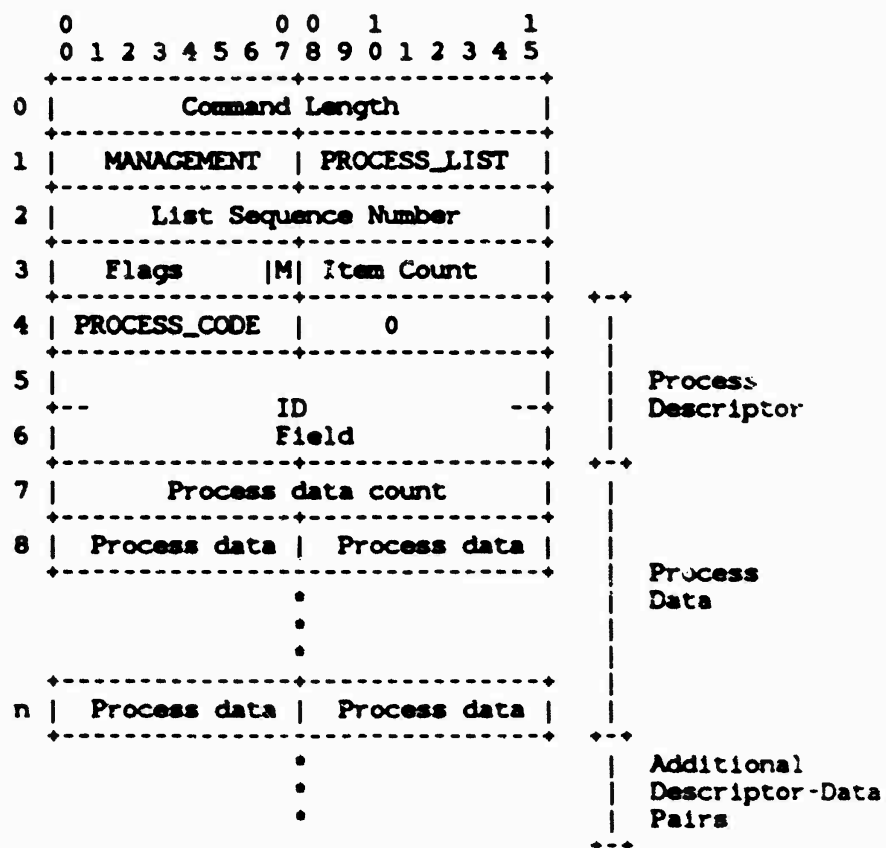 0 0 0 1 1
0 1 2 3 4 5 6 7 8 9 0 1 2 3 4 5
0 | Command Length |
1 | MANAGEMENT | PROCESS_LIST |
2 | List Sequence Number |
3 | Flags |M| Item Count |
4 | PROCESS_CODE | 0 |
5 | | Process
ID Descriptor
6 | Field |
7 | Process data count |
8 | Process data | Process data |
Process
Data
n | Process data | Process data |
Additional
Descriptor-Data
Pairs